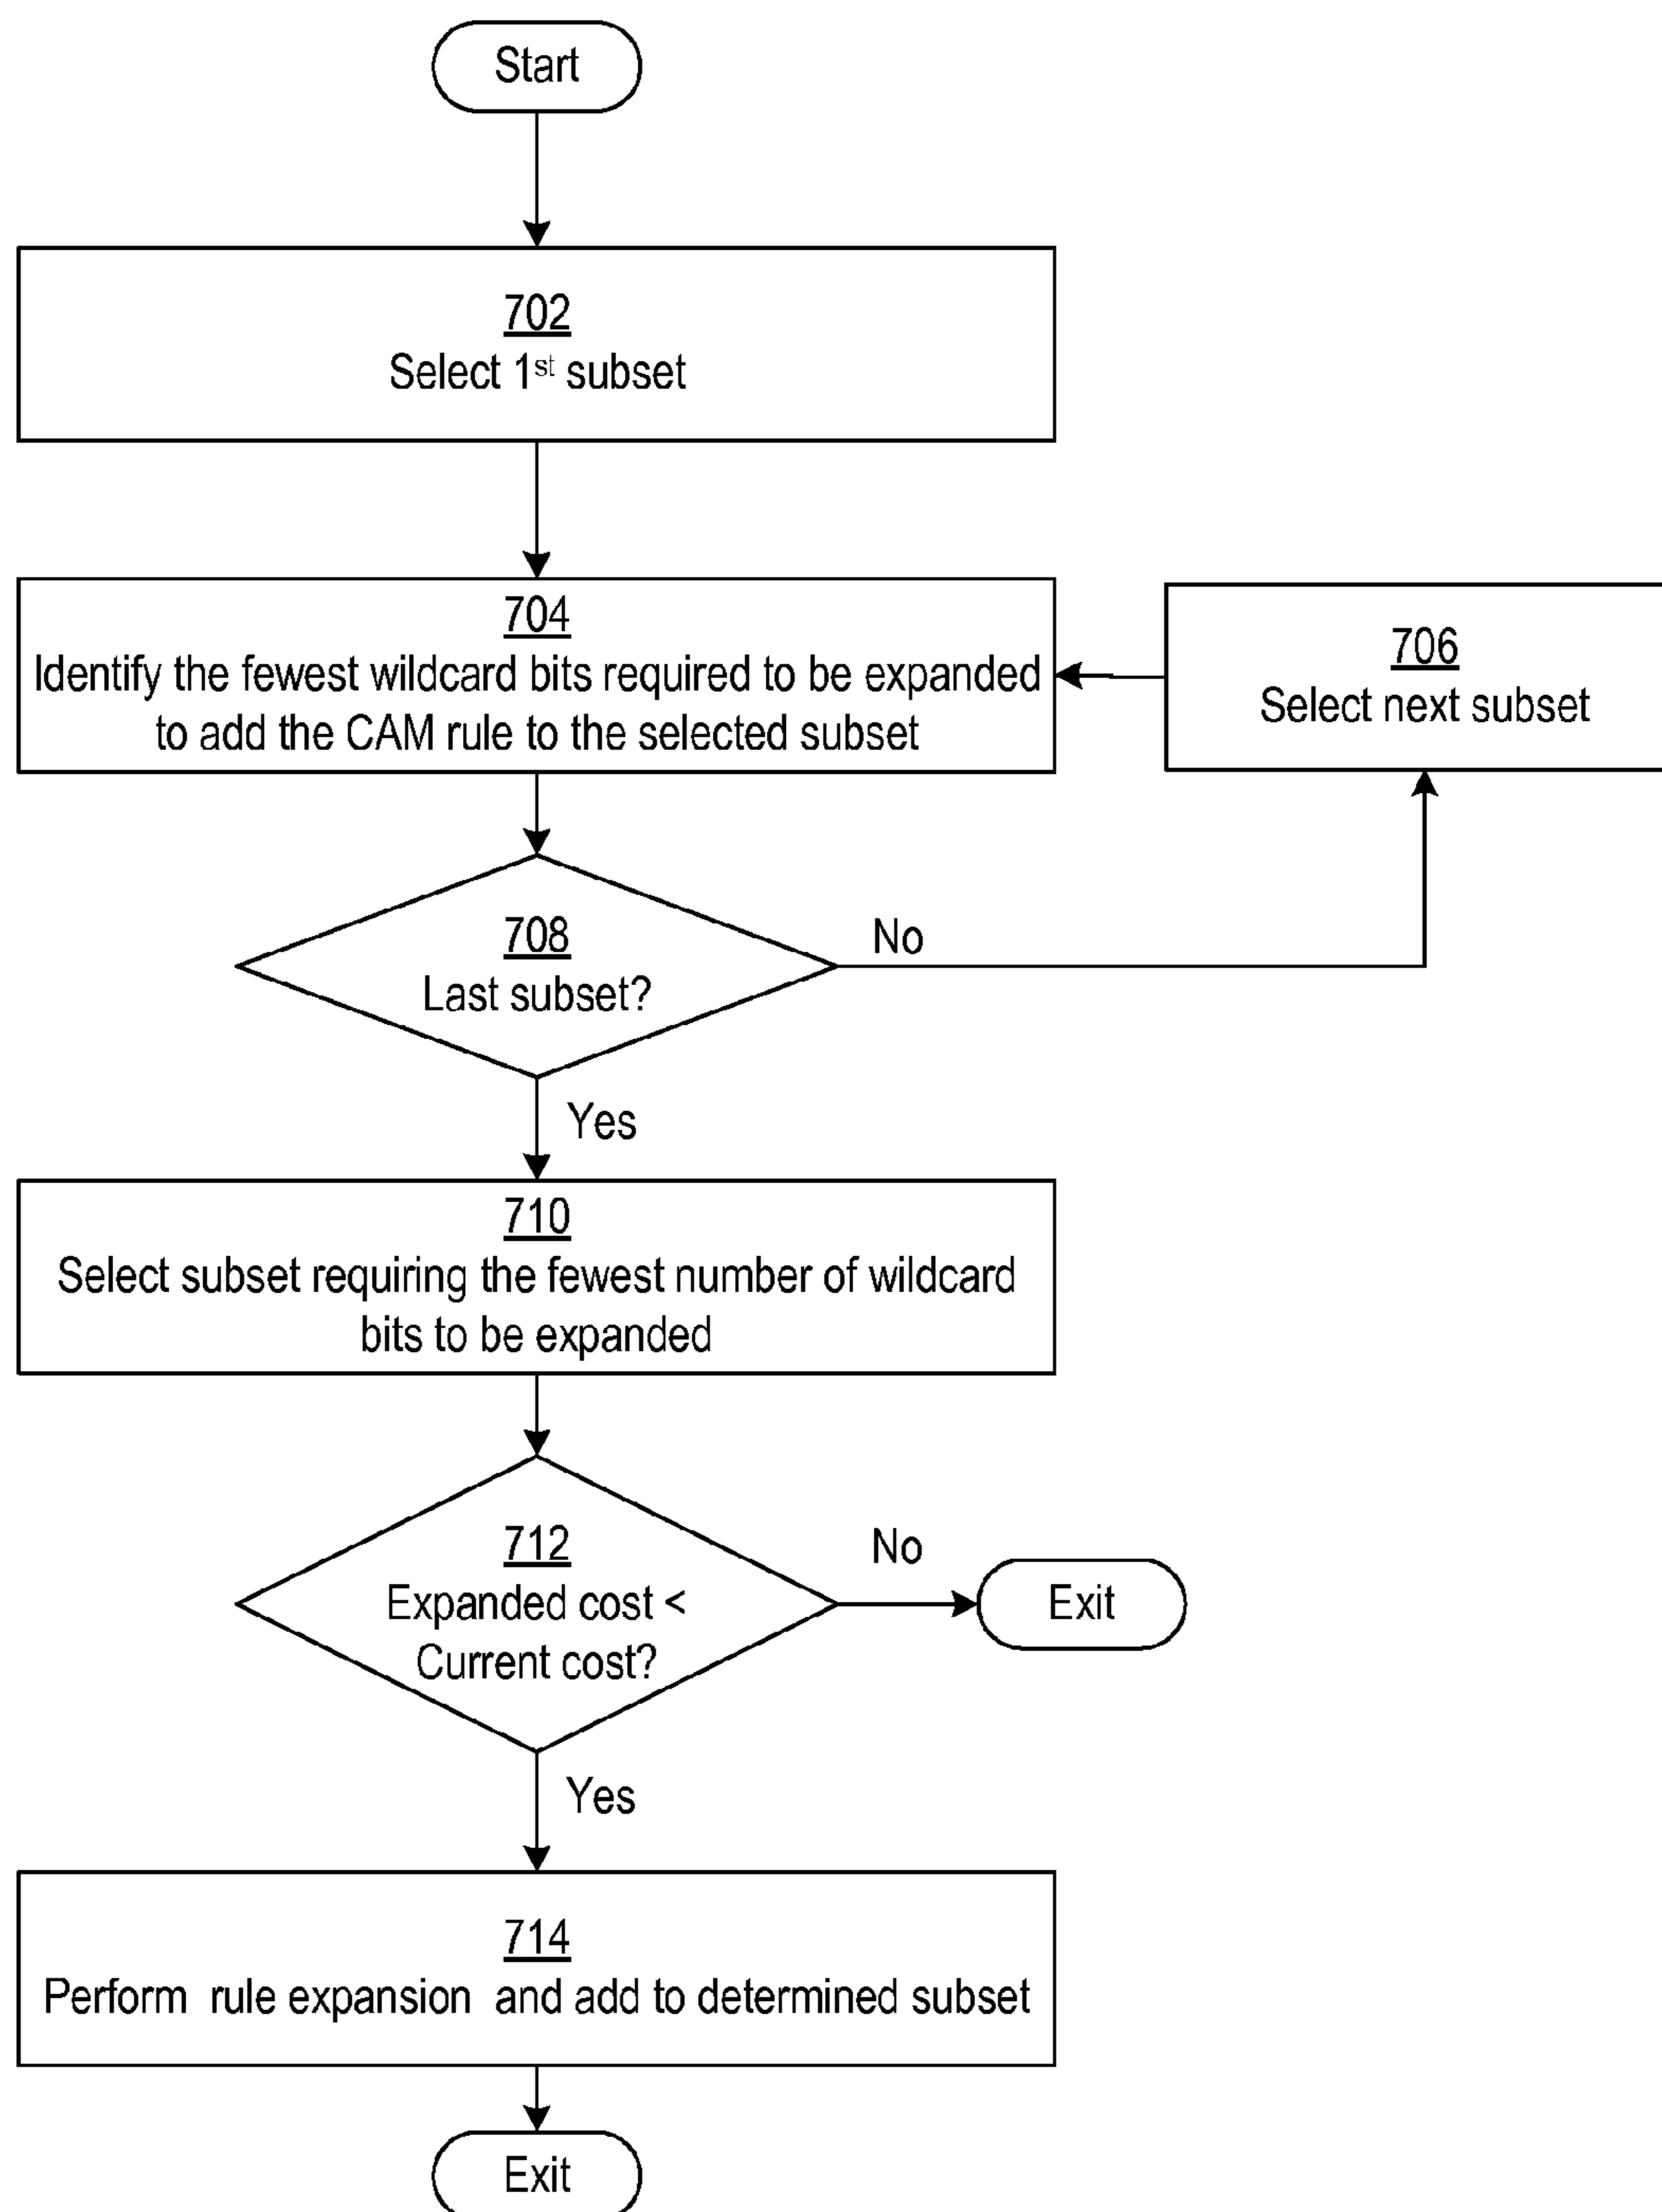 Start
702
Select 1st subset
704
Identify the fewest wildcard bits required to be expanded
to add the CAM rule to the selected subset
706
Select next subset
708
Last subset?
No
Yes
710
Select subset requiring the fewest number of wildcard
bits to be expanded
712
Expanded cost <
Current cost?
No
Exit
Yes
714
Perform rule expansion and add to determined subset
Exit